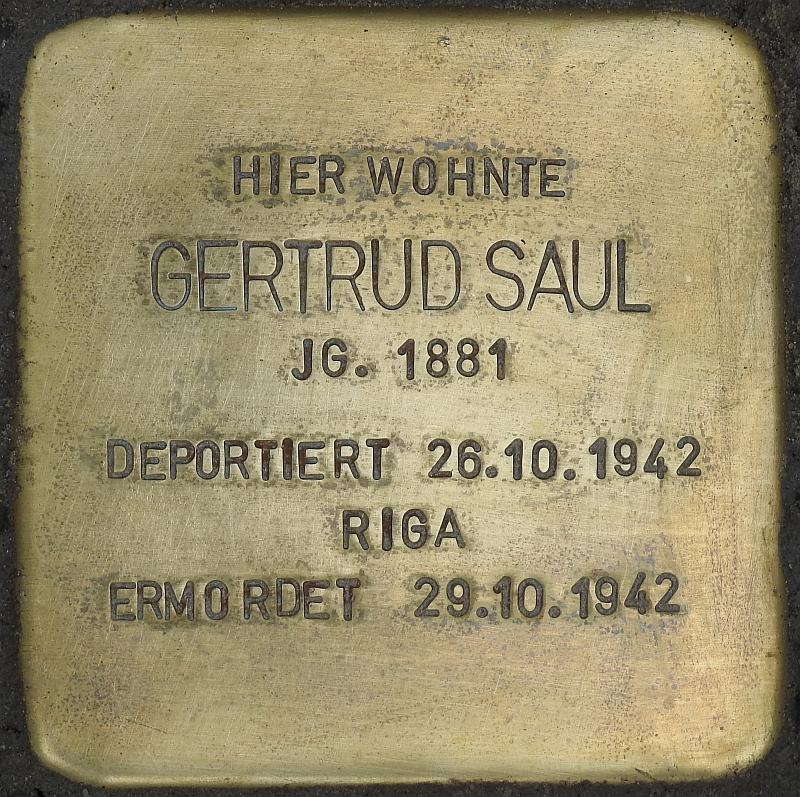 HIER WOHNTE
GERTRUD SAUL
JG. 1881
DEPORTIERT 26.10.1942
RIGA
ERMORDET 29.10.1942